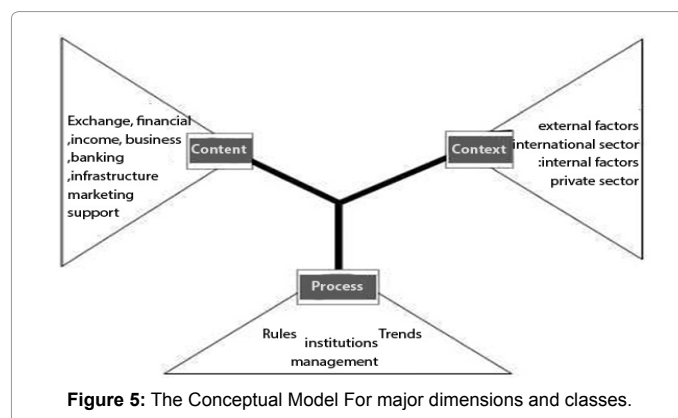 Exchange, financial
,income, business
,banking
,infrastructure
marketing
support
Content
Context
external factors
international sector
:internal factors
private sector
Process
Rules institutions Trends
management
Figure 5: The Conceptual Model For major dimensions and classes.